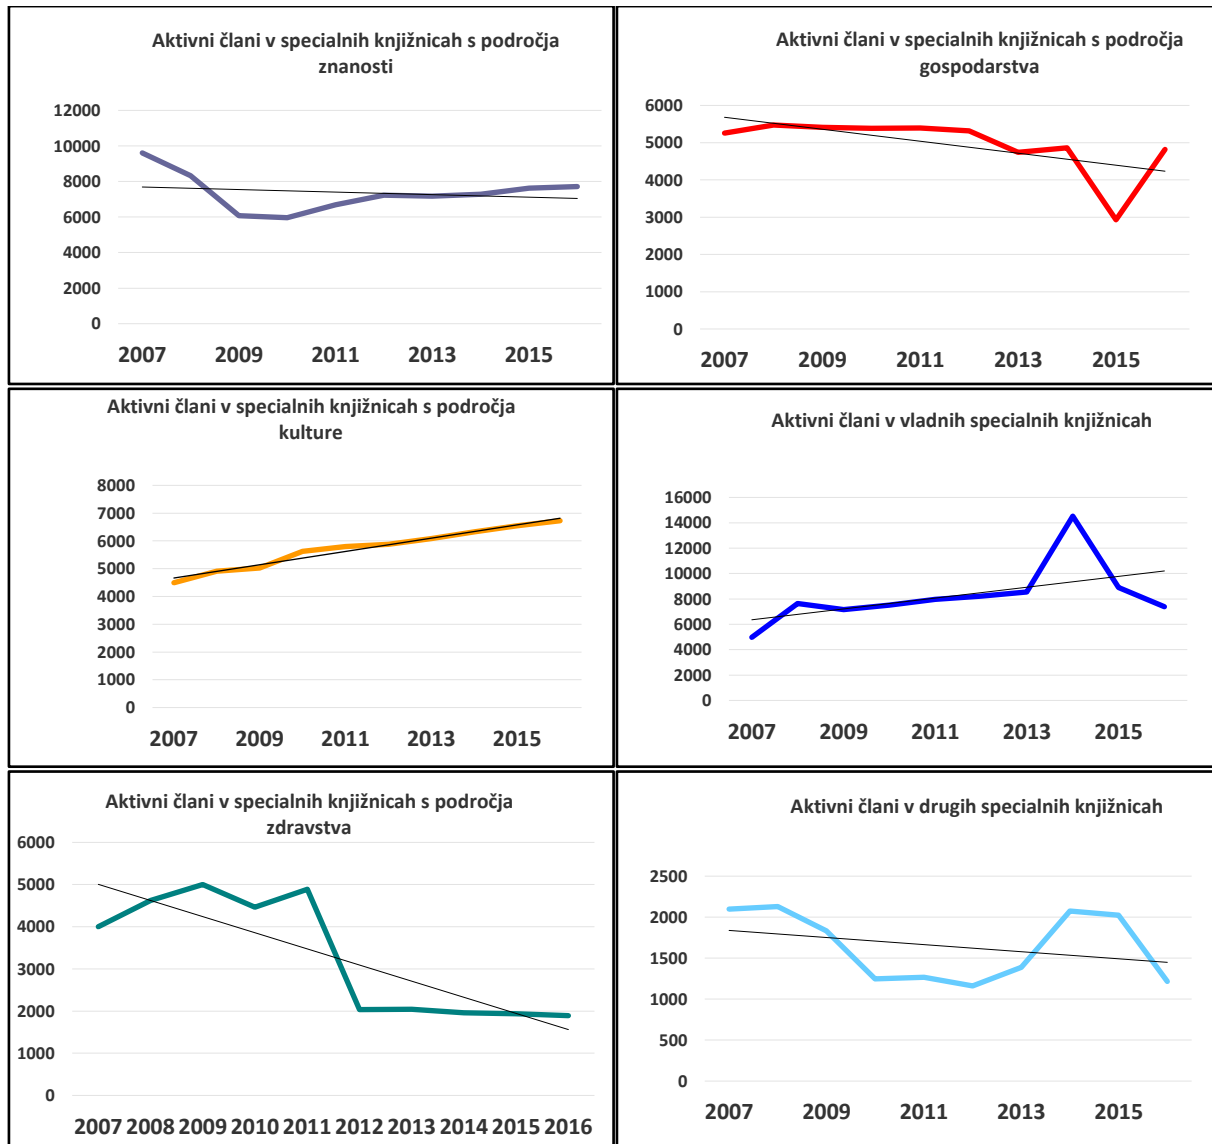 Aktivni člani v specialnih knjižnicah s področja
znanosti
12000
10000
8000
6000
4000
2000
0
2007 2009 2011 2013 2015
Aktivni člani v specialnih knjižnicah s področja
gospodarstva
6000
5000
4000
3000
2000
1000
0
2007 2009 2011 2013 2015
Aktivni člani v specialnih knjižnicah s področja
kulture
8000
7000
6000
5000
4000
3000
2000
1000
0
2007 2009 2011 2013 2015
Aktivni člani v vladnih specialnih knjižnicah
16000
14000
12000
10000
8000
6000
4000
2000
0
2007 2009 2011 2013 2015
Aktivni člani v specialnih knjižnicah s področja
zdravstva
6000
5000
4000
3000
2000
1000
0
2007 2008 2009 2010 2011 2012 2013 2014 2015 2016
Aktivni člani v drugih specialnih knjižnicah
2500
2000
1500
1000
500
0
2007 2009 2011 2013 2015